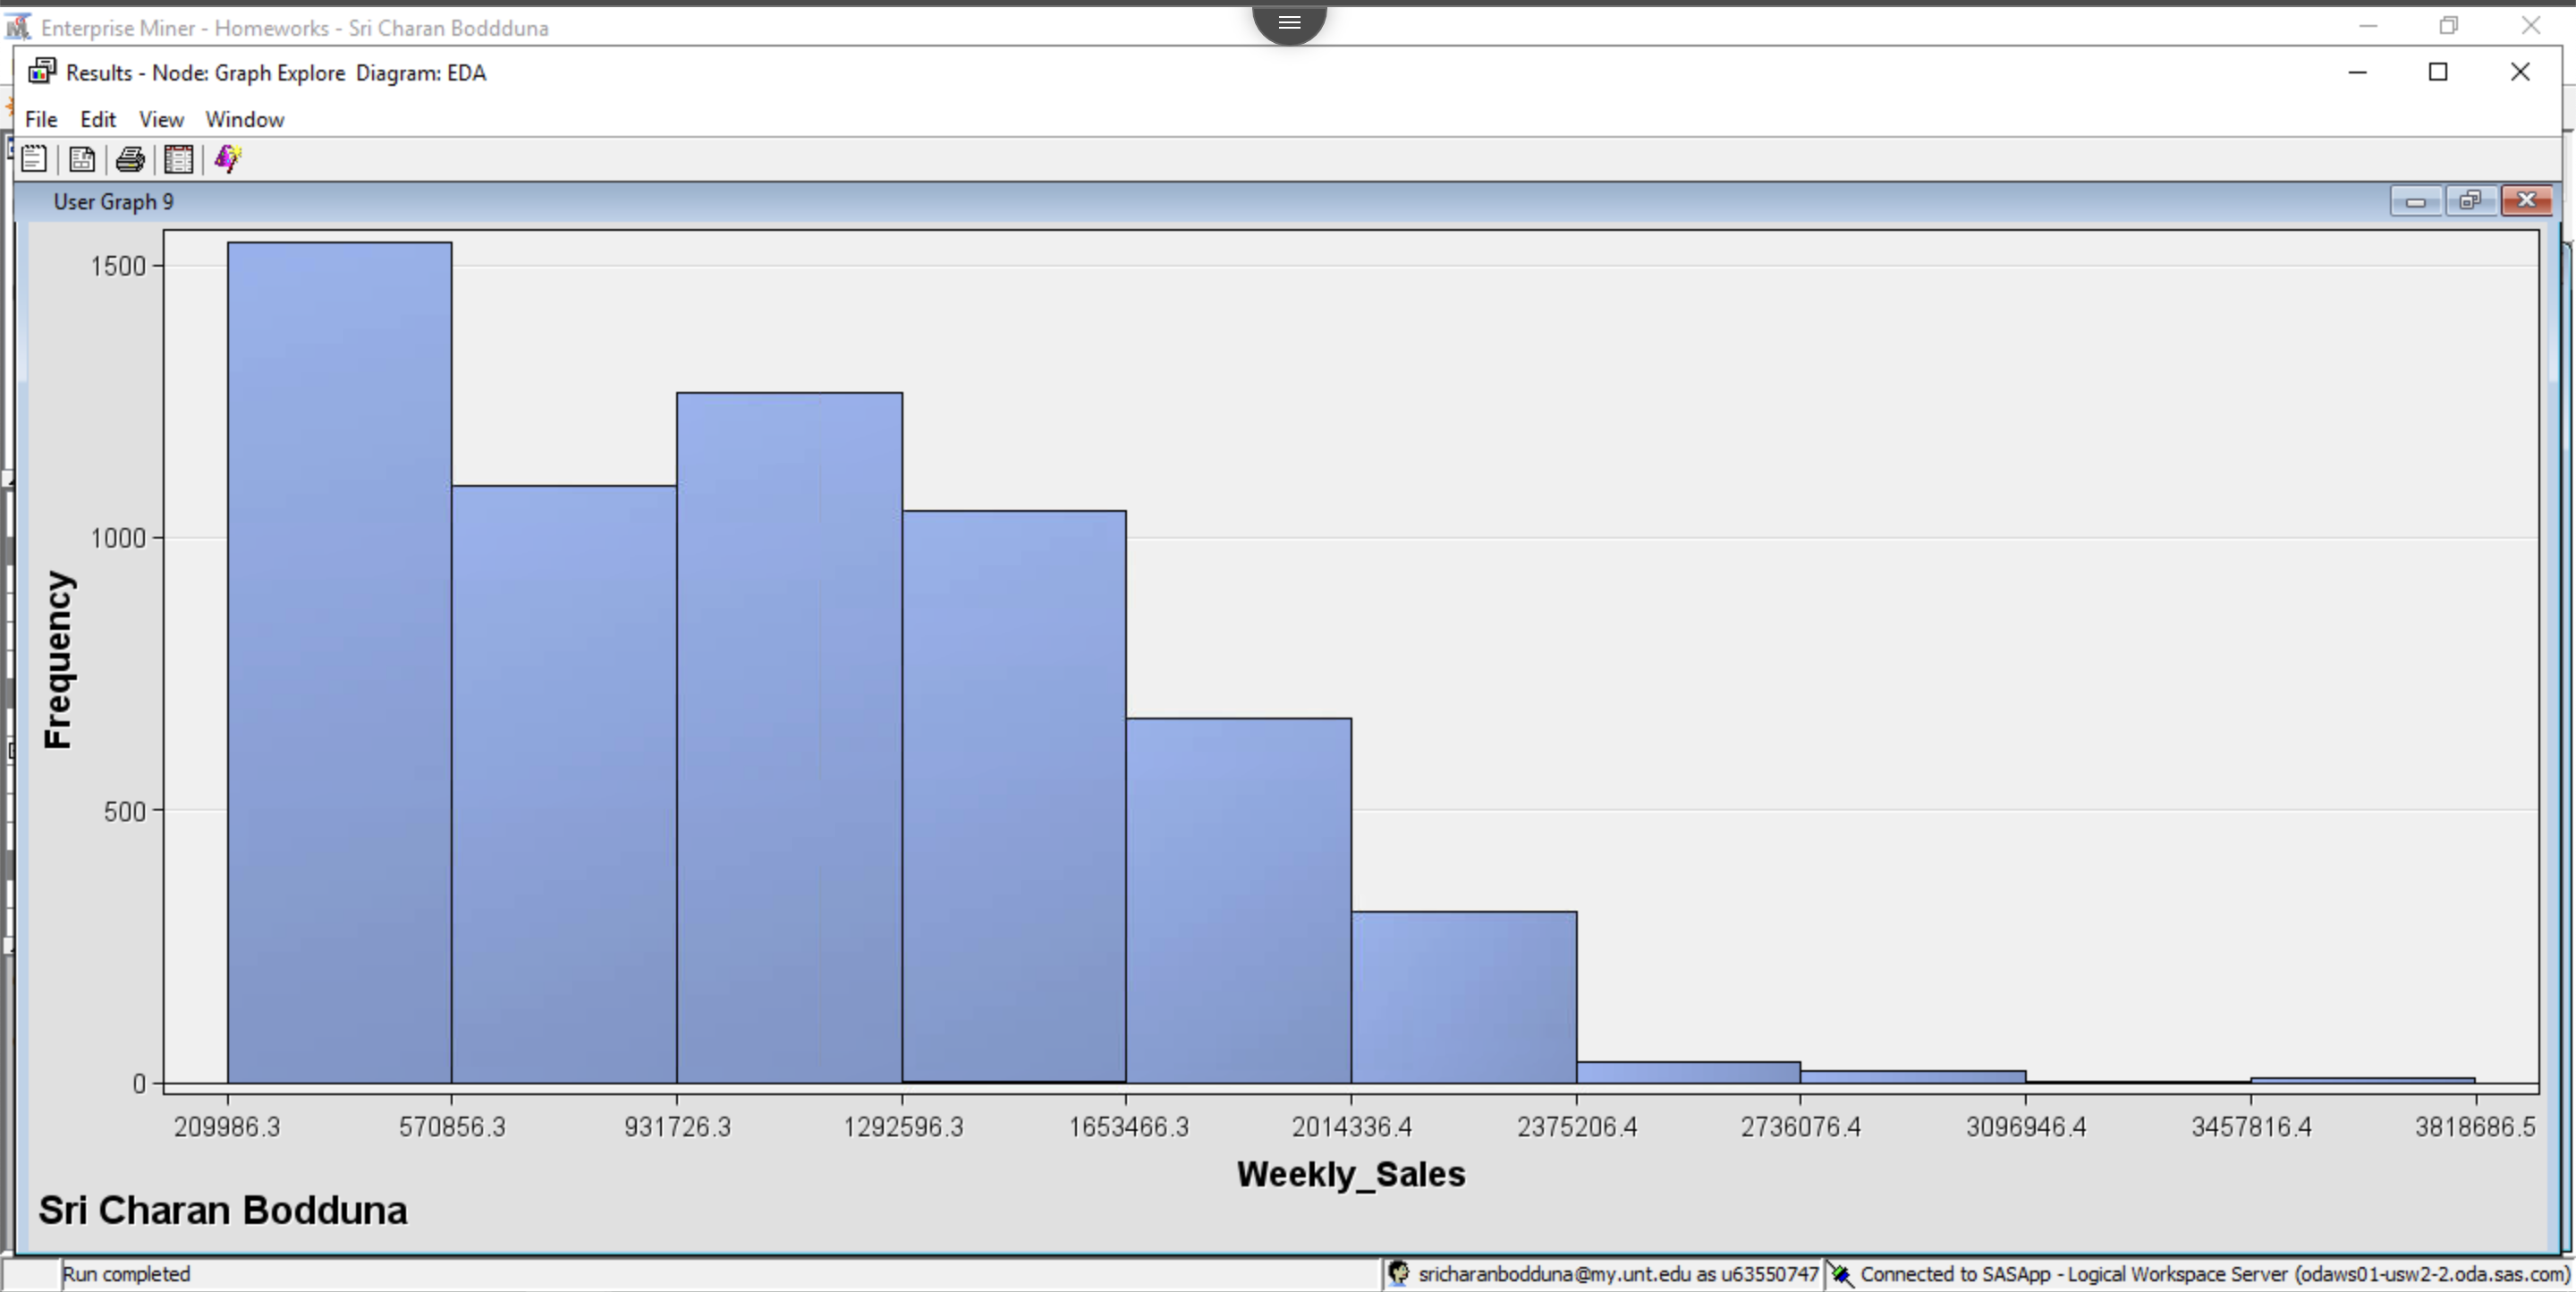 Enterprise Miner - Homeworks - Sri Charan Boddduna
Results - Node: Graph Explore Diagram: EDA
File Edit View Window
User Graph 9
1500
1000
500
0
Frequency
209986.3 570856.3 931726.3 1292596.3 1653466.3 2014336.4 2375206.4 2736076.4 3096946.4 3457816.4 3818686.5
Weekly_Sales
Sri Charan Bodduna
Run completed
sricharanbodduna@my.unt.edu as u63550747
Connected to SASApp - Logical Workspace Server (odaws01-usw2-2.oda.sas.com)